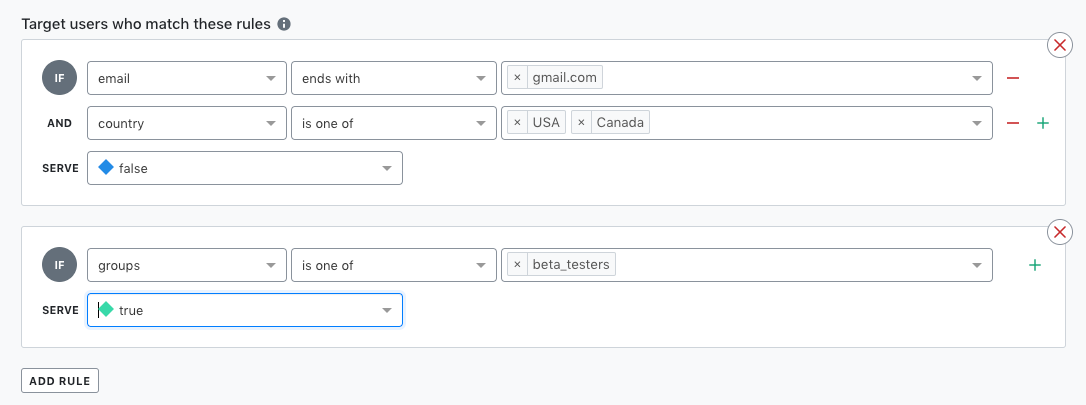 Target users who match these rules
IF email ends with × gmail.com
AND country is one of × USA × Canada
SERVE false
IF groups is one of × beta_testers
SERVE true
ADD RULE